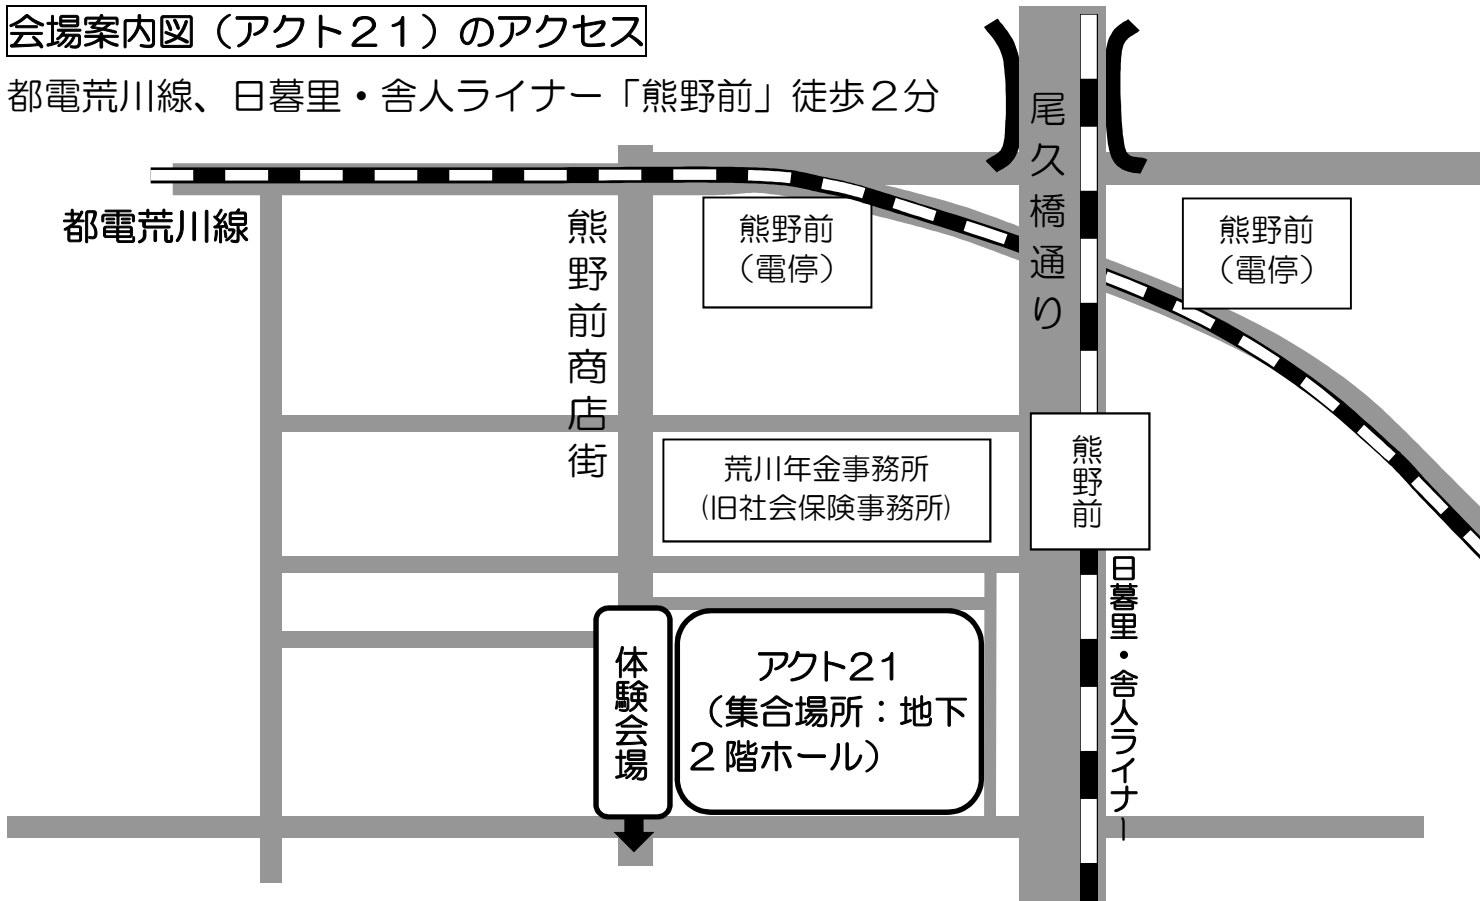 会場案内図（アクト２１）のアクセス
都電荒川線、日暮里・舎人ライナー「熊野前」徒歩２分
尾久橋通り
都電荒川線
熊野前商店街
熊野前
（電停）
熊野前
（電停）
荒川年金事務所
(旧社会保険事務所)
熊野前
日暮里・舎人ライナー
体験会場
アクト21
（集合場所：地下
２階ホール）